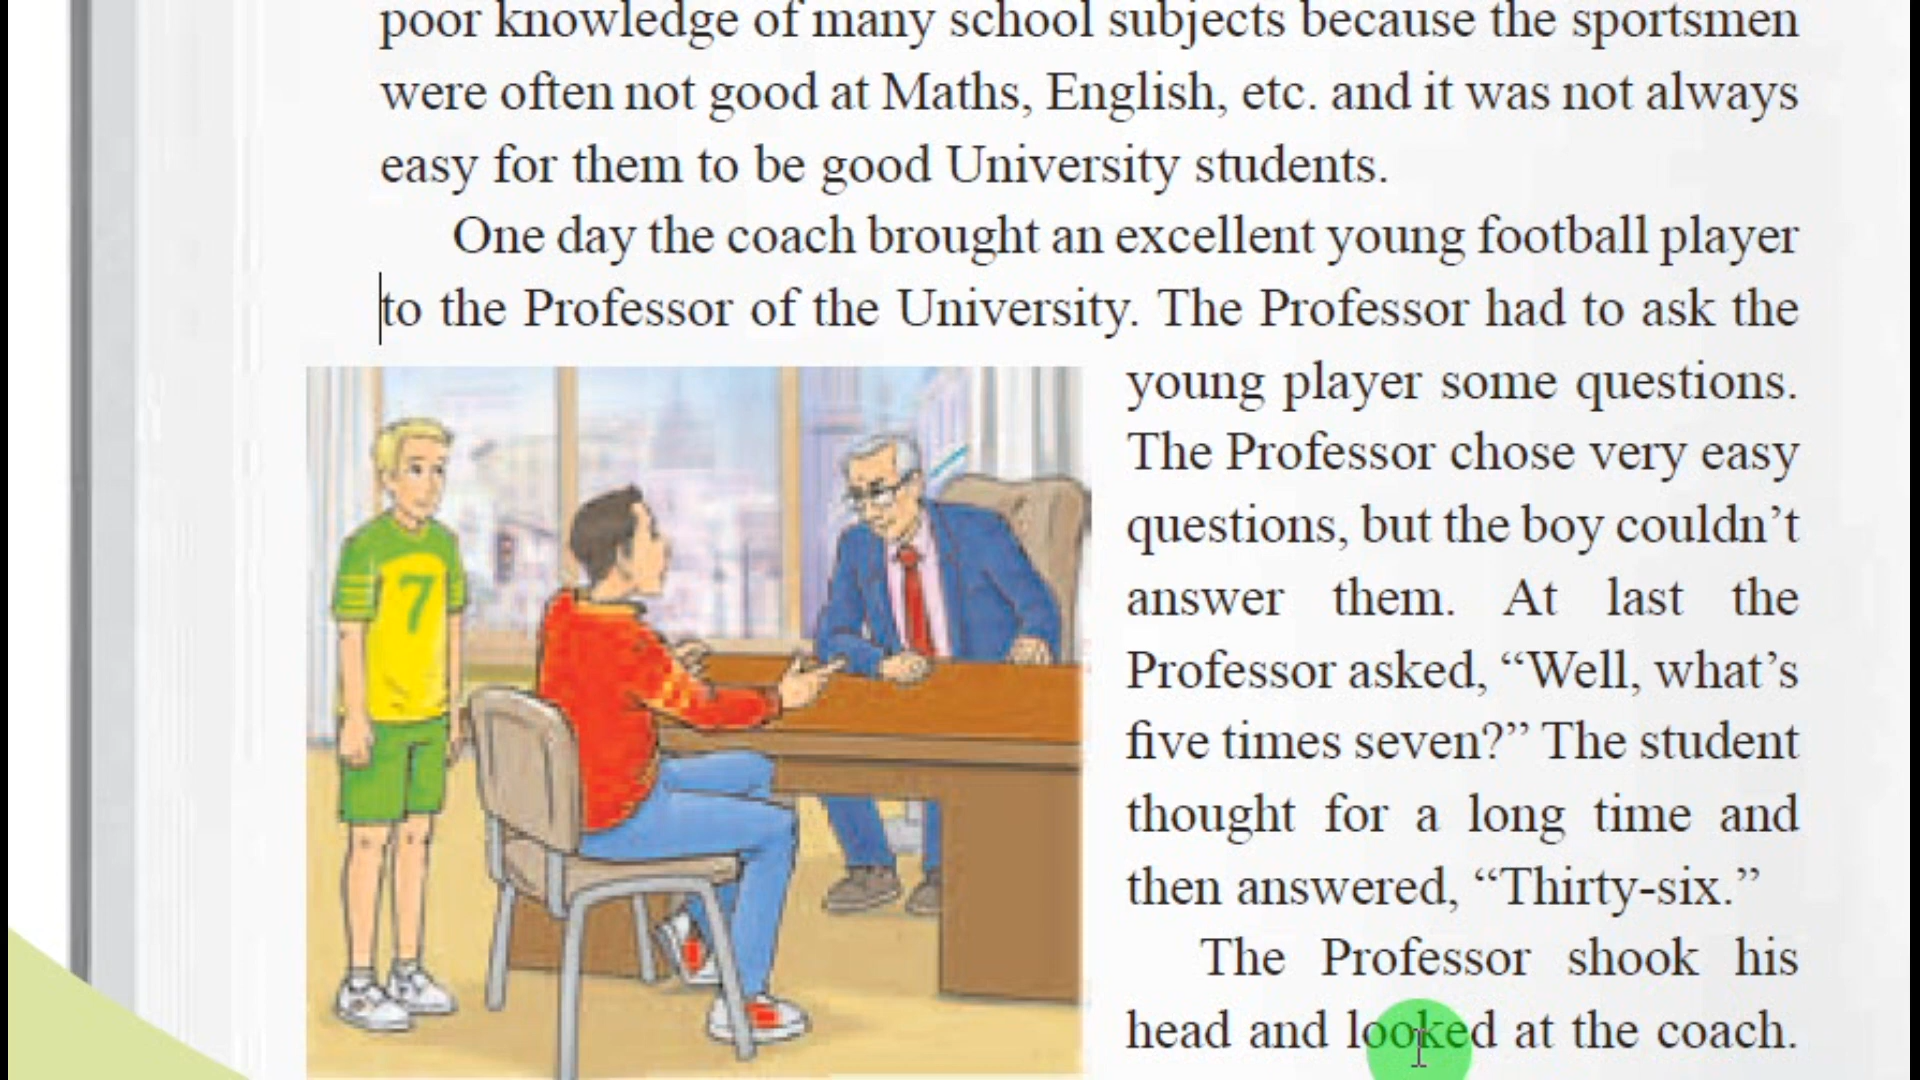 poor knowledge of many school subjects because the sportsmen
were often not good at Maths, English, etc. and it was not always
easy for them to be good University students.
One day the coach brought an excellent young football player
to the Professor of the University. The Professor had to ask the
young player some questions.
The Professor chose very easy
questions, but the boy couldn’t
answer them. At last the
Professor asked, “Well, what’s
five times seven?” The student
thought for a long time and
then answered, “Thirty-six.”
The Professor shook his
head and looked at the coach.
7